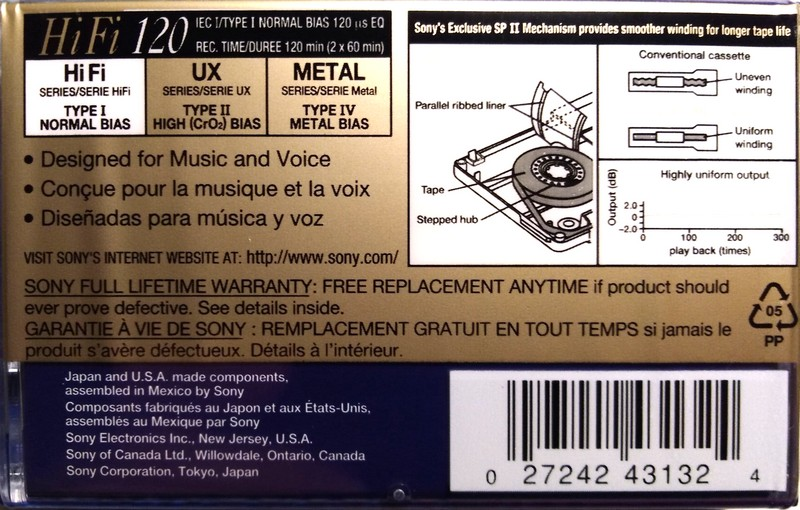 HiFi 120
IEC I/TYPE I NORMAL BIAS 120 µs EQ
REC. TIME/DUREE 120 min (2 x 60 min)
HiFi
SERIES/SERIE HiFi
TYPE I
NORMAL BIAS
UX
SERIES/SERIE UX
TYPE II
HIGH (CrO₂) BIAS
METAL
SERIES/SERIE Metal
TYPE IV
METAL BIAS
• Designed for Music and Voice
• Conçue pour la musique et la voix
• Diseñadas para música y voz
VISIT SONY'S INTERNET WEBSITE AT: http://www.sony.com/
Sony's Exclusive SP II Mechanism provides smoother winding for longer tape life
Parallel ribbed liner
Tape
Stepped hub
Conventional cassette
Uneven
winding
Uniform
winding
Highly uniform output
Output (dB)
2.0
0
-2.0
0 100 200 300
play back (times)
SONY FULL LIFETIME WARRANTY: FREE REPLACEMENT ANYTIME if product should
ever prove defective. See details inside.
GARANTIE À VIE DE SONY : REMPLACEMENT GRATUIT EN TOUT TEMPS si jamais le
produit s'avère défectueux. Détails à l'intérieur.
05
PP
Japan and U.S.A. made components,
assembled in Mexico by Sony
Composants fabriqués au Japon et aux États-Unis,
assemblés au Mexique par Sony
Sony Electronics Inc., New Jersey, U.S.A.
Sony of Canada Ltd., Willowdale, Ontario, Canada
Sony Corporation, Tokyo, Japan
0 27242 43132 4